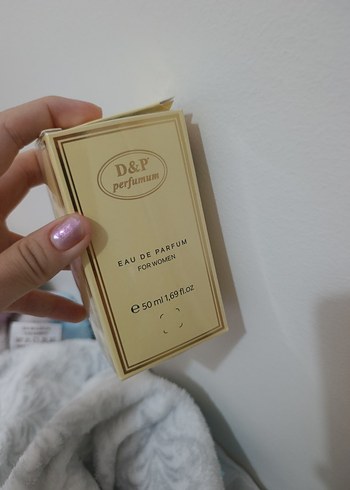 D&P
perfumum
EAU DE PARFUM
FOR WOMEN
℮ 50 ml 1,69 fl.oz